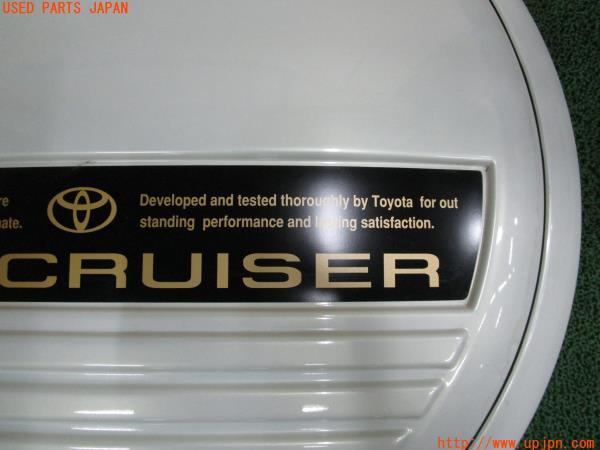 USED PARTS JAPAN
re
nate.
Developed and tested thoroughly by Toyota for out
standing performance and lasting satisfaction.
CRUISER
http://www.upjpn.com/